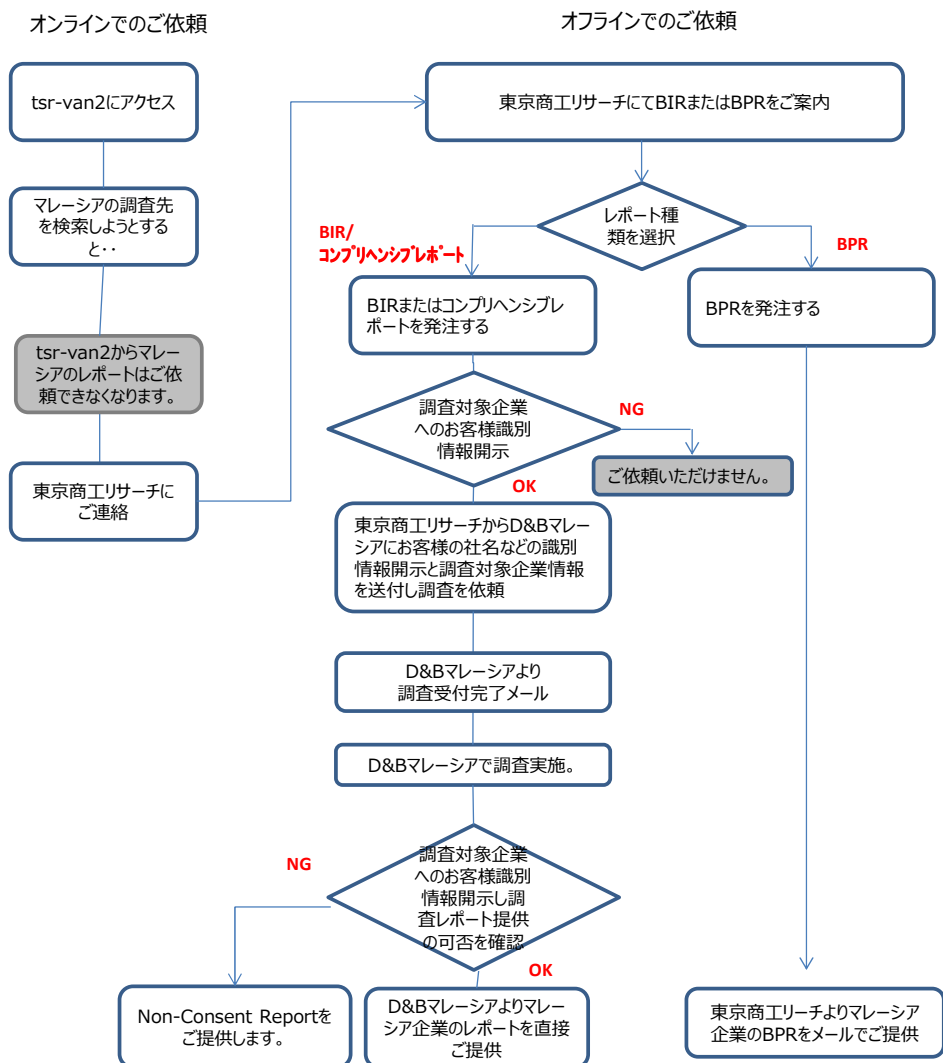 オンラインでのご依頼
オフラインでのご依頼
tsr-van2にアクセス
マレーシアの調査先
を検索しようとする
と・・
tsr-van2からマレー
シアのレポートはご依
頼できなくなります。
東京商工リサーチに
ご連絡
東京商工リサーチにてBIRまたはBPRをご案内
レポート種
類を選択
BIR/
コンプリヘンシブレポート
BPR
BIRまたはコンプリヘンシブレ
ポートを発注する
BPRを発注する
調査対象企業
へのお客様識別
情報開示
NG
ご依頼いただけません。
OK
東京商工リサーチからD&Bマレー
シアにお客様の社名などの識別
情報開示と調査対象企業情報
を送付し調査を依頼
D&Bマレーシアより
調査受付完了メール
D&Bマレーシアで調査実施。
調査対象企業
へのお客様識別
情報開示し調
査レポート提供
の可否を確認
NG
OK
Non-Consent Reportを
ご提供します。
D&Bマレーシアよりマレー
シア企業のレポートを直接
ご提供
東京商工リーチよりマレーシア
企業のBPRをメールでご提供